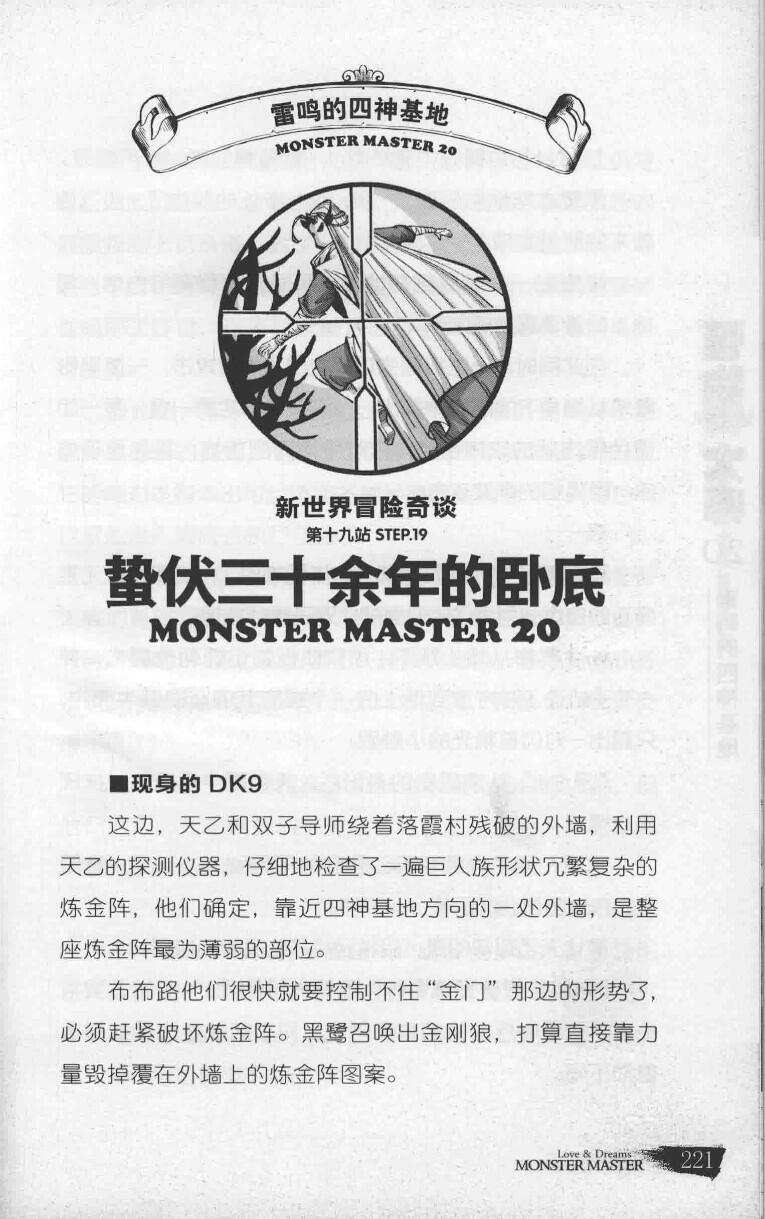 雷鸣的四神基地
MONSTER MASTER 20
新世界冒险奇谈
第十九站 STEP.19
蛰伏三十余年的卧底
MONSTER MASTER 20
■现身的 DK9
这边，天乙和双子导师绕着落霞村残破的外墙，利用
天乙的探测仪器，仔细地检查了一遍巨人族形状冗繁复杂的
炼金阵，他们确定，靠近四神基地方向的一处外墙，是整
座炼金阵最为薄弱的部位。
布布路他们很快就要控制不住“金门”那边的形势了，
必须赶紧破坏炼金阵。黑鹭召唤出金刚狼，打算直接靠力
量毁掉覆在外墙上的炼金阵图案。
Love & Dreams
MONSTER MASTER 221